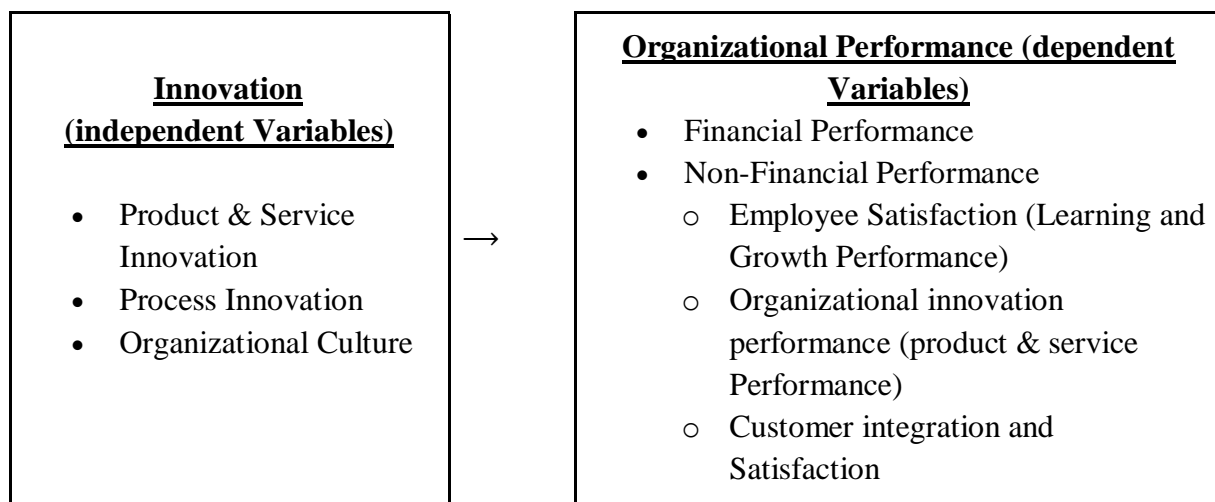 Innovation
(independent Variables)
• Product & Service
Innovation
• Process Innovation
• Organizational Culture
→
Organizational Performance (dependent
Variables)
• Financial Performance
• Non-Financial Performance
o Employee Satisfaction (Learning and
Growth Performance)
o Organizational innovation
performance (product & service
Performance)
o Customer integration and
Satisfaction